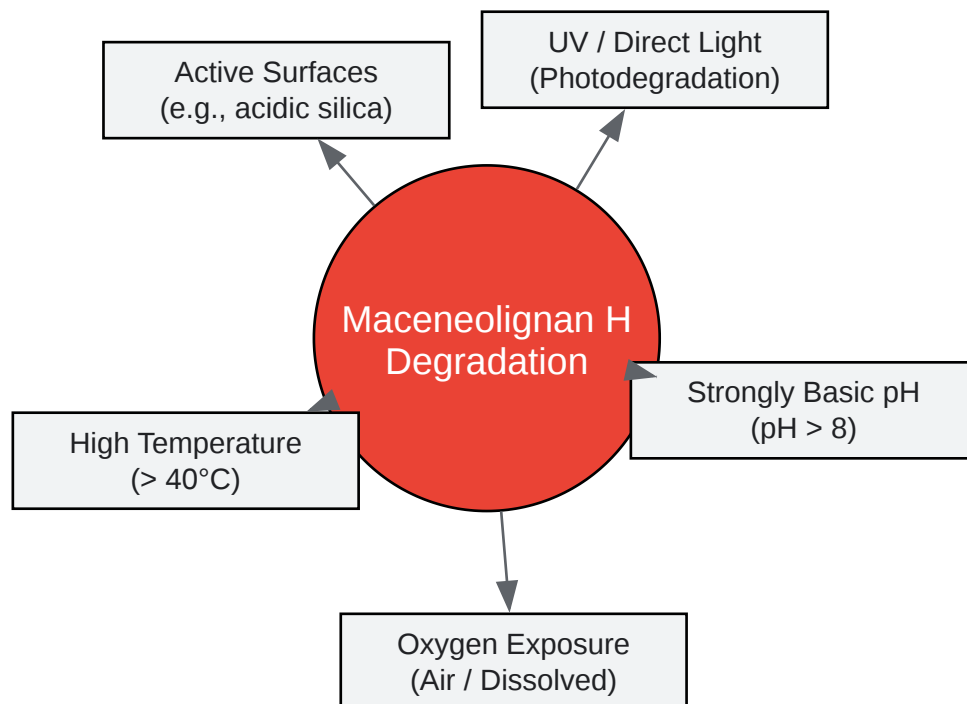 UV / Direct Light
(Photodegradation)
Active Surfaces
(e.g., acidic silica)
Maceneolignan H
Degradation
Strongly Basic pH
(pH > 8)
High Temperature
(> 40°C)
Oxygen Exposure
(Air / Dissolved)